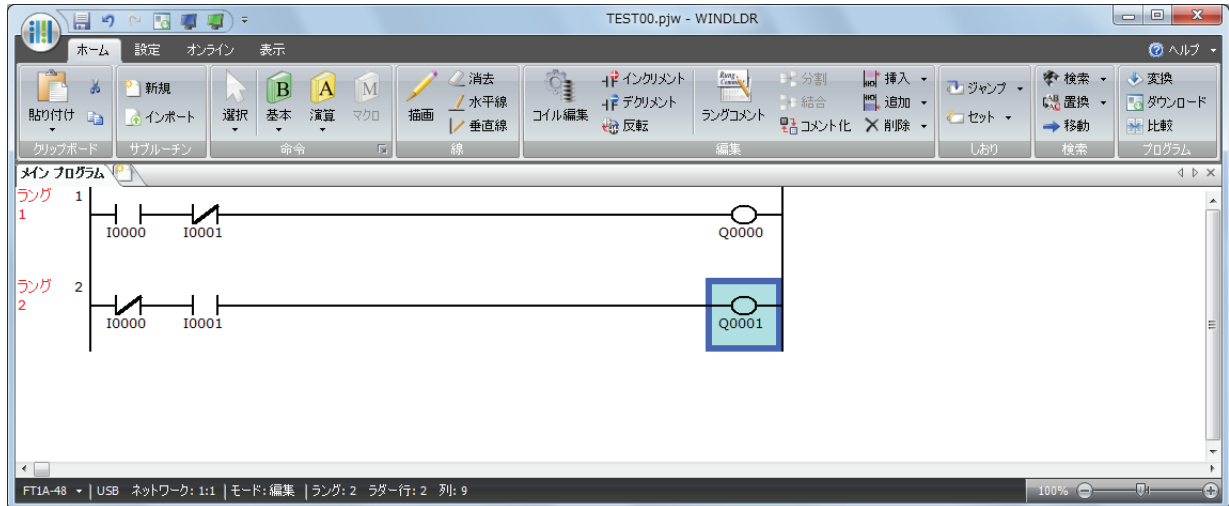 TEST00.pjw - WINDLDR
ホーム 設定 オンライン 表示 ヘルプ
貼り付け
新規
インポート
選択
B
基本
A
演算
M
マクロ
描画
消去
水平線
垂直線
コイル編集
インクリメント
デクリメント
反転
Rung Comment
ラングコメント
分割
結合
コメント化
挿入
追加
削除
ジャンプ
セット
検索
置換
移動
変換
ダウンロード
比較
クリップボード サブルーチン 命令 線 編集 しおり 検索 プログラム
メイン プログラム
ラング 1
1
I0000 I0001 Q0000
ラング 2
2
I0000 I0001 Q0001
FT1A-48 USB ネットワーク: 1:1 モード: 編集 ラング: 2 ラダー行: 2 列: 9 100%